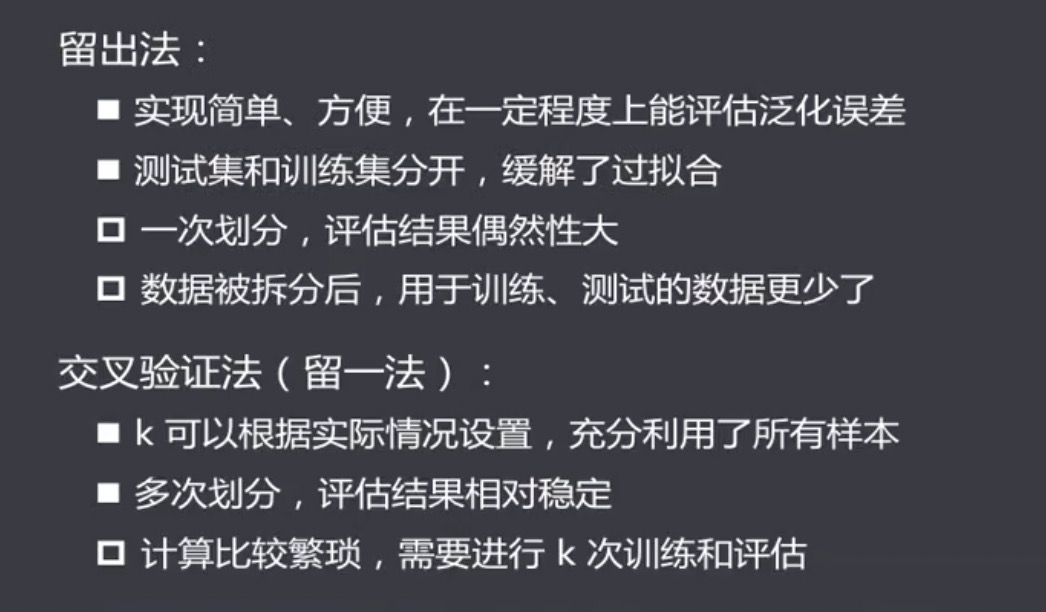 留出法：
■ 实现简单、方便，在一定程度上能评估泛化误差
■ 测试集和训练集分开，缓解了过拟合
□ 一次划分，评估结果偶然性大
□ 数据被拆分后，用于训练、测试的数据更少了
交叉验证法（留一法）：
■ k 可以根据实际情况设置，充分利用了所有样本
■ 多次划分，评估结果相对稳定
□ 计算比较繁琐，需要进行 k 次训练和评估